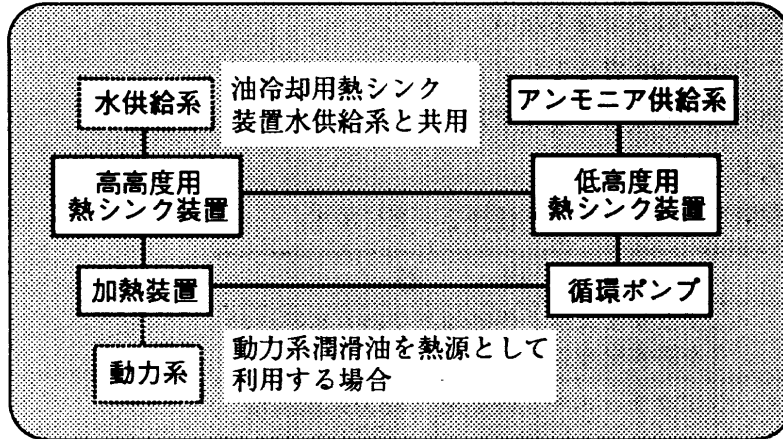 水供給系
油冷却用熱シンク
装置水供給系と共用
アンモニア供給系
高高度用
熱シンク装置
低高度用
熱シンク装置
加熱装置
循環ポンプ
動力系
動力系潤滑油を熱源として
利用する場合